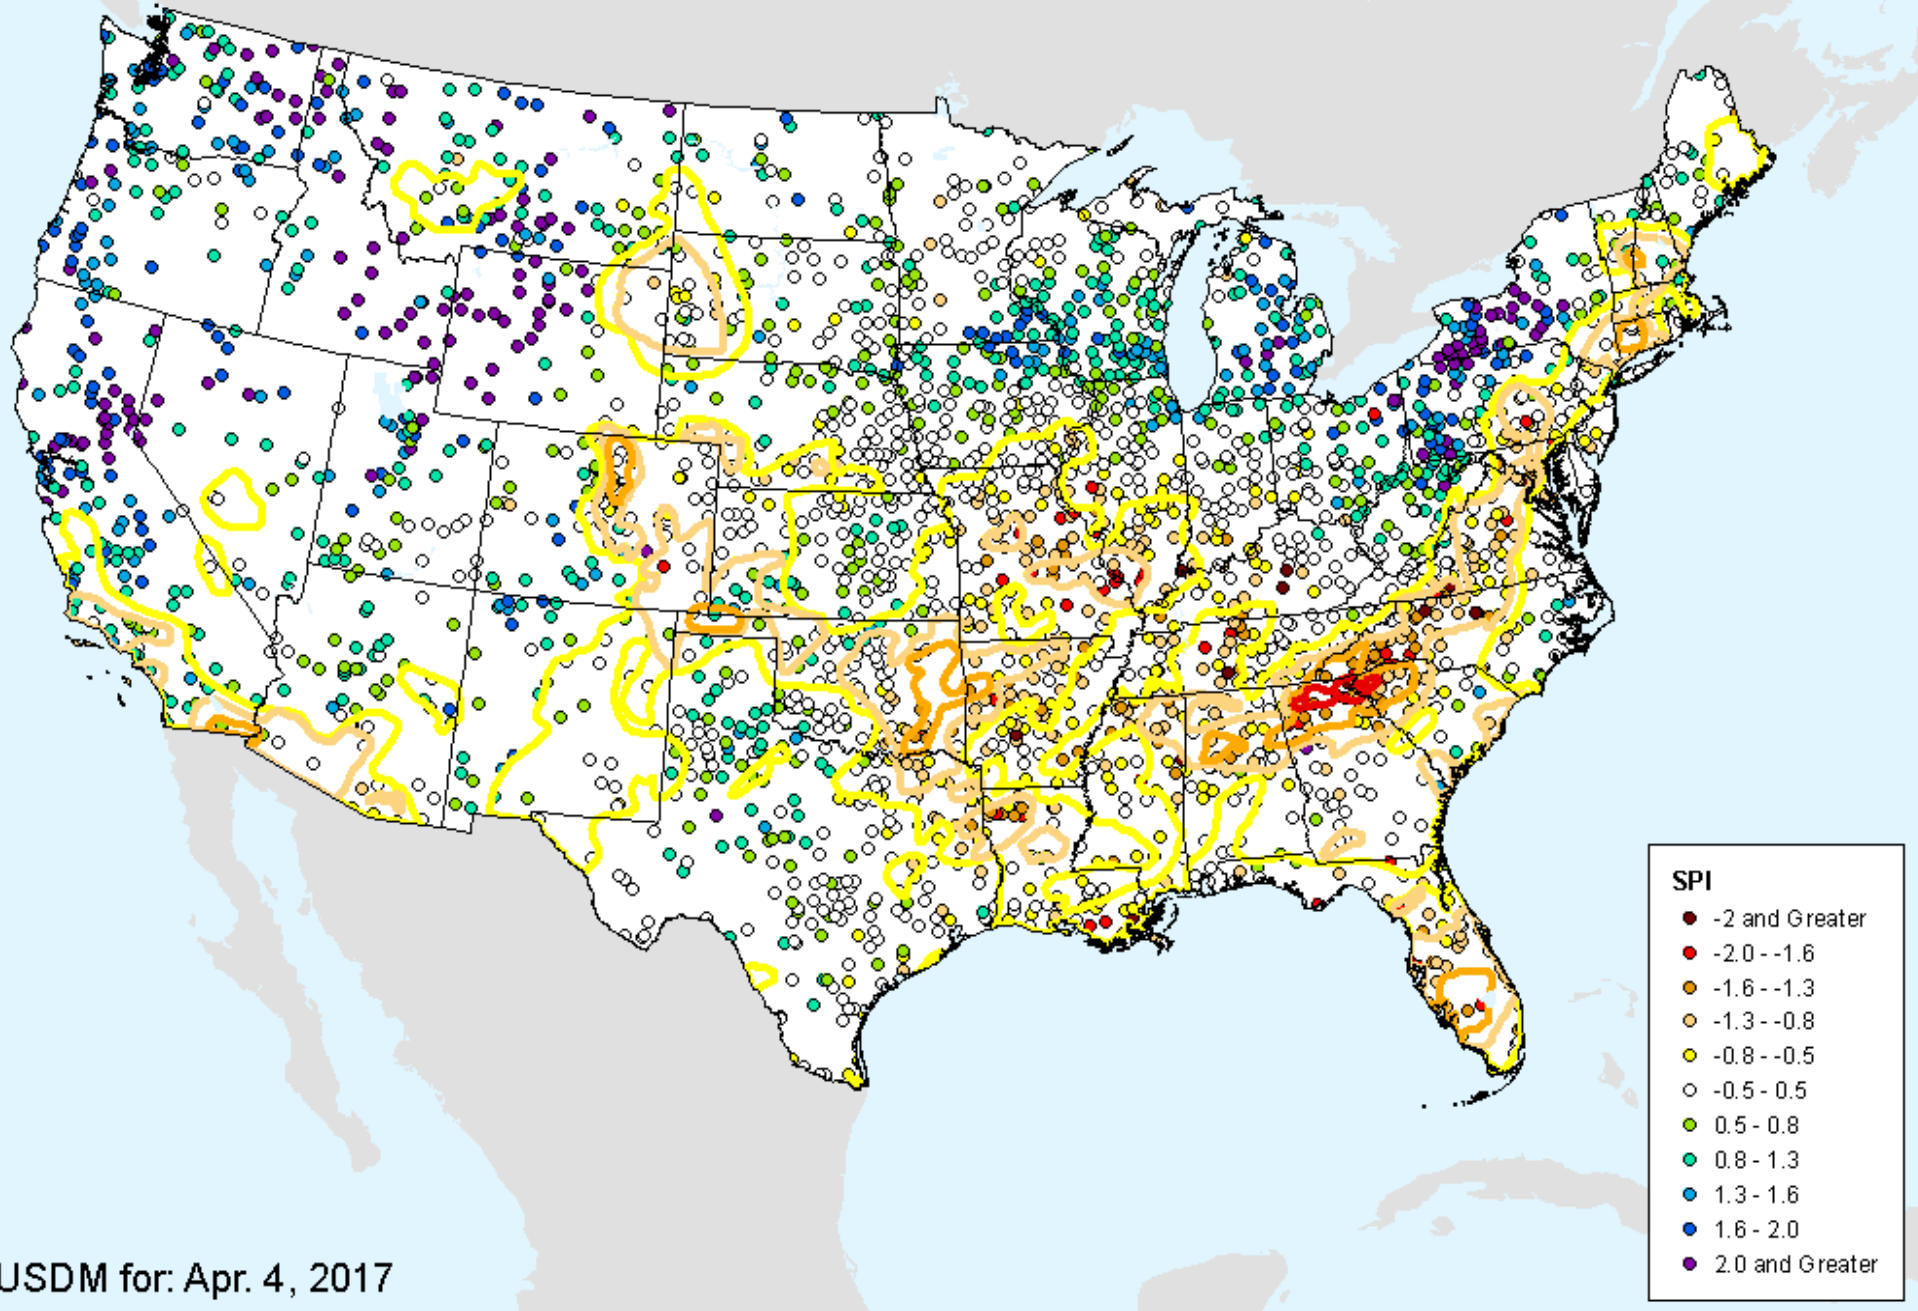 SPI
-2 and Greater
-2.0 - -1.6
-1.6 - -1.3
-1.3 - -0.8
-0.8 - -0.5
-0.5 - 0.5
0.5 - 0.8
0.8 - 1.3
1.3 - 1.6
1.6 - 2.0
2.0 and Greater
USDM for: Apr. 4, 2017